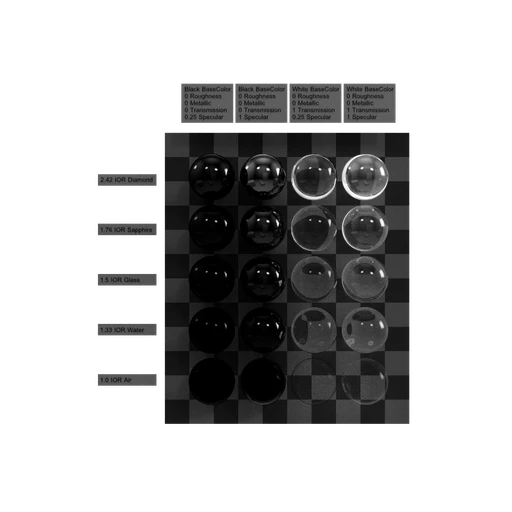 Black BaseColor
0 Roughness
0 Metallic
0 Transmission
0.25 Specular
Black BaseColor
0 Roughness
0 Metallic
0 Transmission
1 Specular
White BaseColor
0 Roughness
0 Metallic
1 Transmission
0.25 Specular
White BaseColor
0 Roughness
0 Metallic
1 Transmission
1 Specular
2.42 IOR Diamond
1.76 IOR Sapphire
1.5 IOR Glass
1.33 IOR Water
1.0 IOR Air